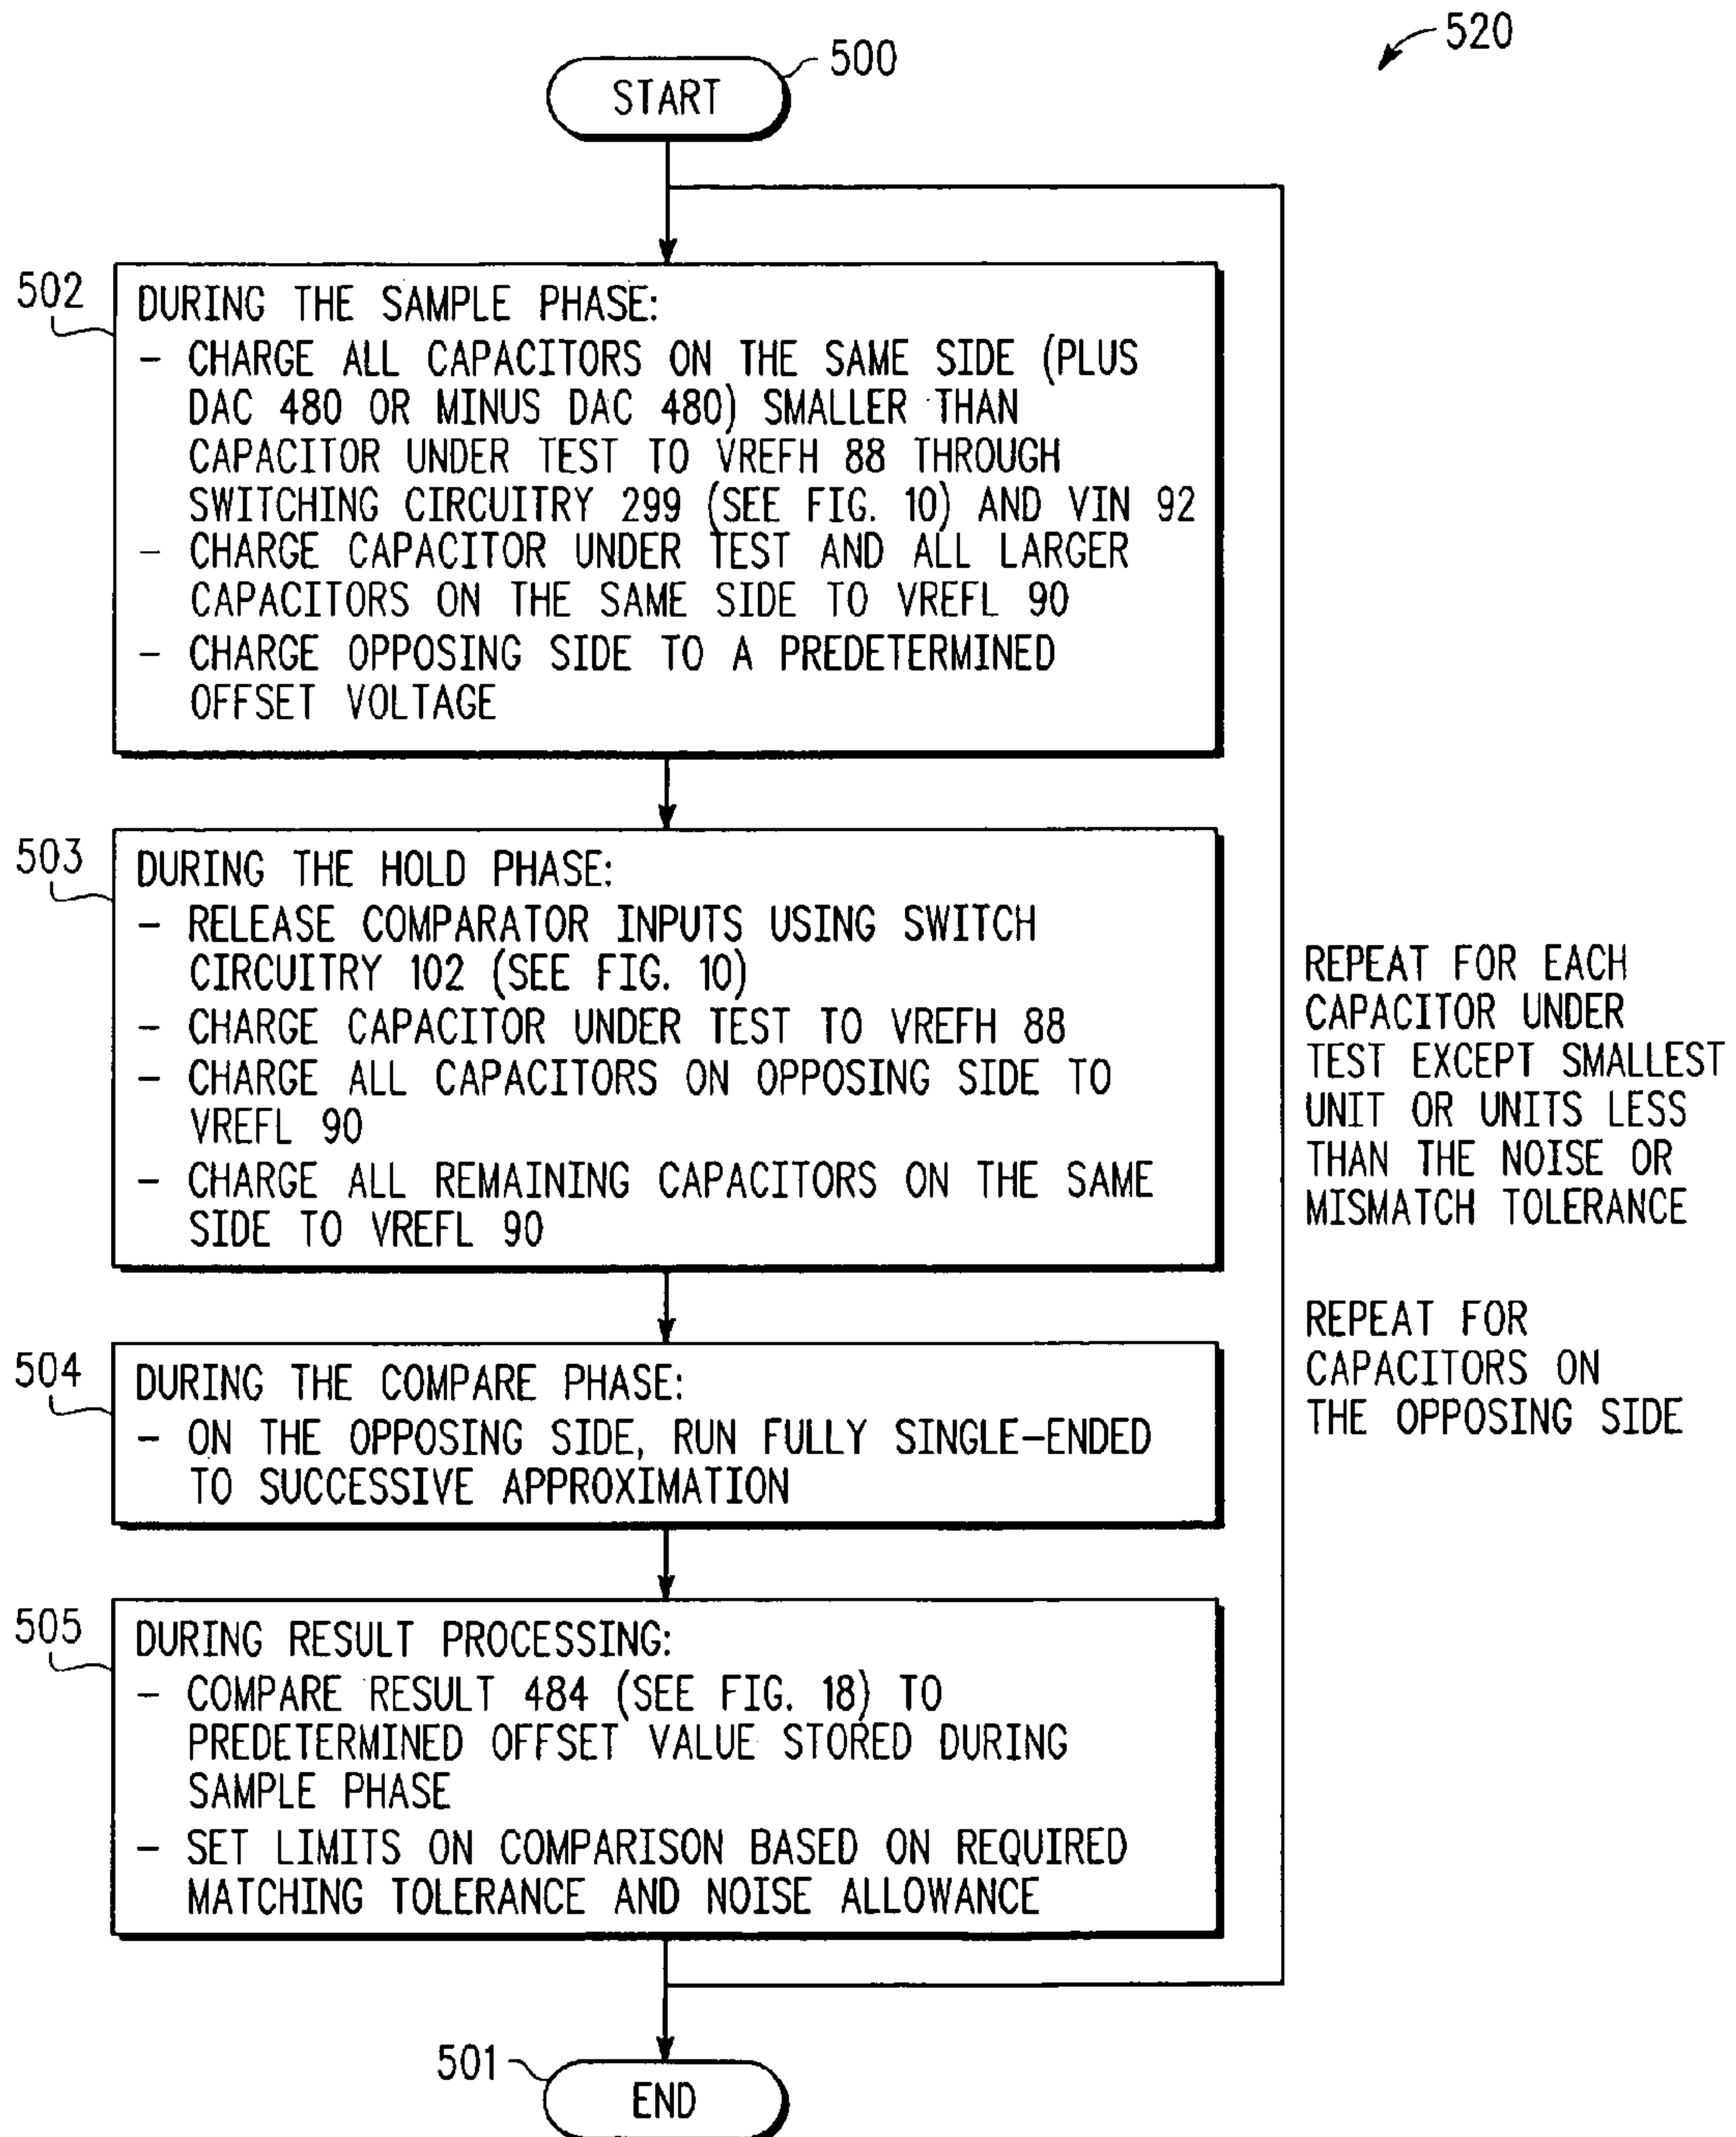 520
500
START
502
DURING THE SAMPLE PHASE:
- CHARGE ALL CAPACITORS ON THE SAME SIDE (PLUS
DAC 480 OR MINUS DAC 480) SMALLER THAN
CAPACITOR UNDER TEST TO VREFH 88 THROUGH
SWITCHING CIRCUITRY 299 (SEE FIG. 10) AND VIN 92
- CHARGE CAPACITOR UNDER TEST AND ALL LARGER
CAPACITORS ON THE SAME SIDE TO VREFL 90
- CHARGE OPPOSING SIDE TO A PREDETERMINED
OFFSET VOLTAGE
503
DURING THE HOLD PHASE:
- RELEASE COMPARATOR INPUTS USING SWITCH
CIRCUITRY 102 (SEE FIG. 10)
- CHARGE CAPACITOR UNDER TEST TO VREFH 88
- CHARGE ALL CAPACITORS ON OPPOSING SIDE TO
VREFL 90
- CHARGE ALL REMAINING CAPACITORS ON THE SAME
SIDE TO VREFL 90
504
DURING THE COMPARE PHASE:
- ON THE OPPOSING SIDE, RUN FULLY SINGLE-ENDED
TO SUCCESSIVE APPROXIMATION
505
DURING RESULT PROCESSING:
- COMPARE RESULT 484 (SEE FIG. 18) TO
PREDETERMINED OFFSET VALUE STORED DURING
SAMPLE PHASE
- SET LIMITS ON COMPARISON BASED ON REQUIRED
MATCHING TOLERANCE AND NOISE ALLOWANCE
REPEAT FOR EACH
CAPACITOR UNDER
TEST EXCEPT SMALLEST
UNIT OR UNITS LESS
THAN THE NOISE OR
MISMATCH TOLERANCE
REPEAT FOR
CAPACITORS ON
THE OPPOSING SIDE
501
END